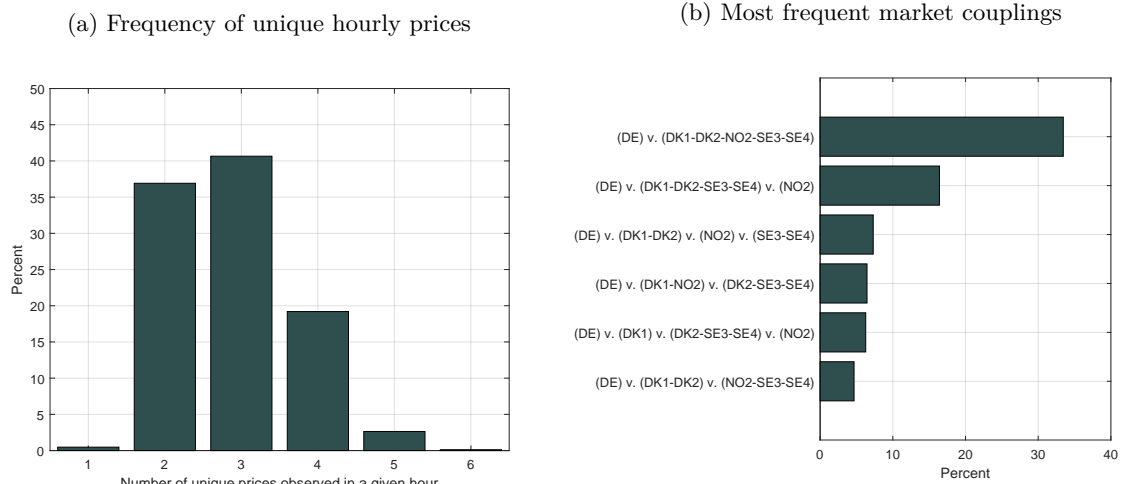 (a) Frequency of unique hourly prices
50
45
40
35
30
25
20
15
10
5
0
Percent
1 2 3 4 5 6
Number of unique prices observed in a given hour
(b) Most frequent market couplings
(DE) v. (DK1-DK2-NO2-SE3-SE4)
(DE) v. (DK1-DK2-SE3-SE4) v. (NO2)
(DE) v. (DK1-DK2) v. (NO2) v. (SE3-SE4)
(DE) v. (DK1-NO2) v. (DK2-SE3-SE4)
(DE) v. (DK1) v. (DK2-SE3-SE4) v. (NO2)
(DE) v. (DK1-DK2) v. (NO2-SE3-SE4)
0 10 20 30 40
Percent